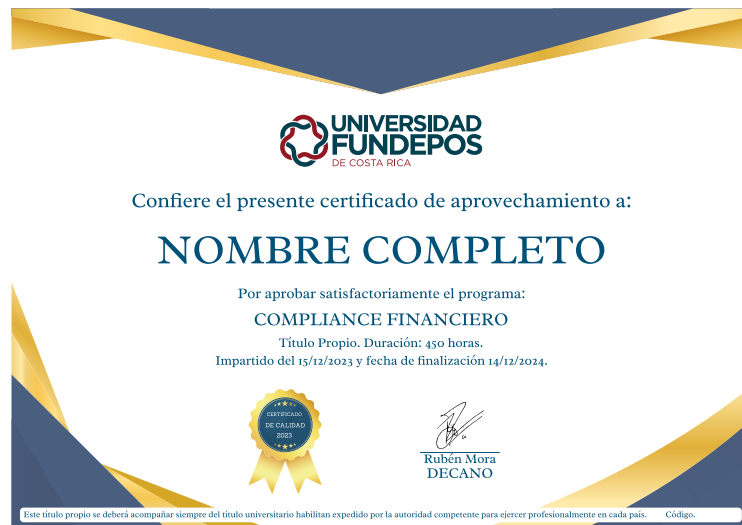 UNIVERSIDAD
FUNDEPOS
DE COSTA RICA
Confiere el presente certificado de aprovechamiento a:
NOMBRE COMPLETO
Por aprobar satisfactoriamente el programa:
COMPLIANCE FINANCIERO
Título Propio. Duración: 450 horas.
Impartido del 15/12/2023 y fecha de finalización 14/12/2024.
CERTIFICADO
DE CALIDAD
2023
Rubén Mora
DECANO
Este título propio se deberá acompañar siempre del título universitario habilitan expedido por la autoridad competente para ejercer profesionalmente en cada país. Código.